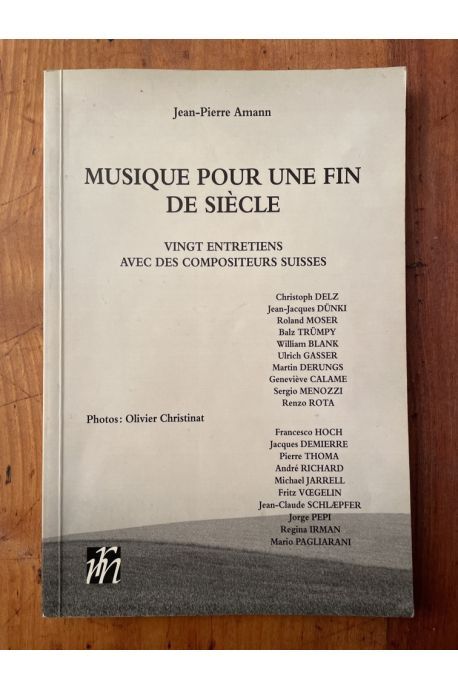 Jean-Pierre Amann
MUSIQUE POUR UNE FIN
DE SIÈCLE
VINGT ENTRETIENS
AVEC DES COMPOSITEURS SUISSES
Christoph DELZ
Jean-Jacques DÜNKI
Roland MOSER
Balz TRÜMPY
William BLANK
Ulrich GASSER
Martin DERUNGS
Geneviève CALAME
Sergio MENOZZI
Renzo ROTA
Photos : Olivier Christinat
Francesco HOCH
Jacques DEMIERRE
Pierre THOMA
André RICHARD
Michael JARRELL
Fritz VŒGELIN
Jean-Claude SCHLÆPFER
Jorge PEPI
Regina IRMAN
Mario PAGLIARANI